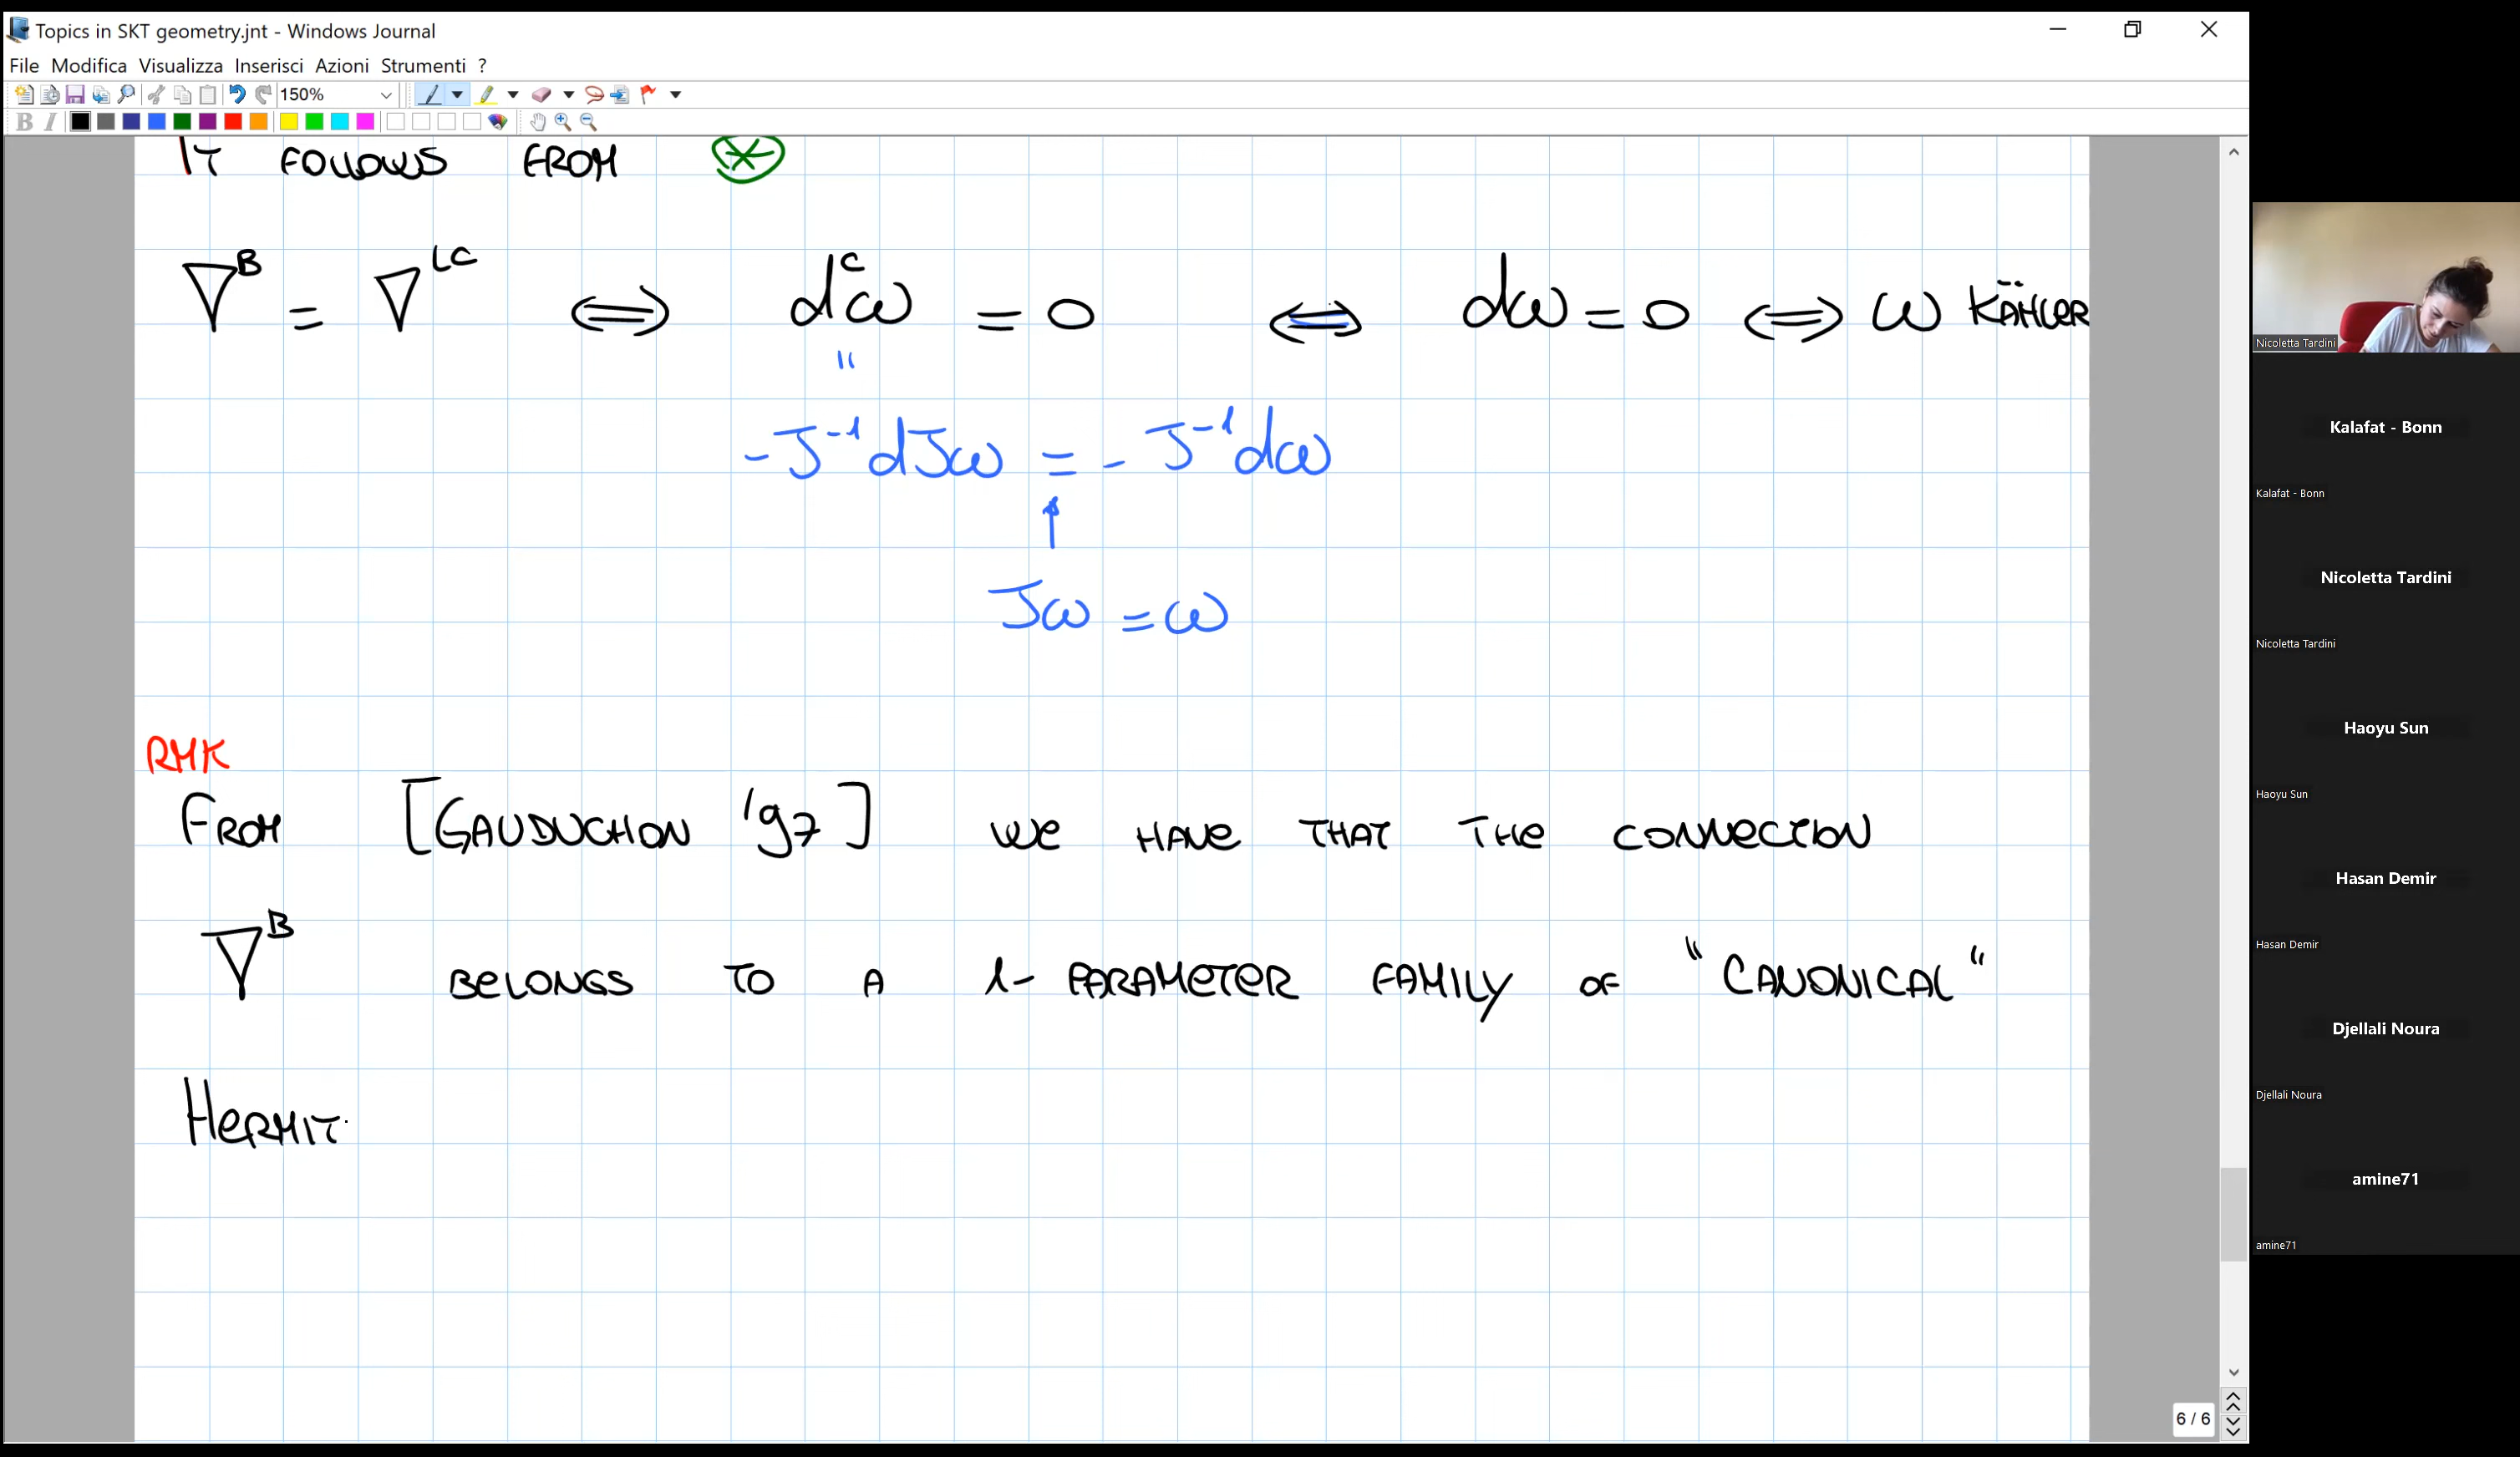 Topics in SKT geometry.jnt - Windows Journal
File Modifica Visualizza Inserisci Azioni Strumenti ?
150%
B I
IT FOLLOWS FROM ⊛
∇^B = ∇^LC ⟺ d^c ω = 0 ⟺ dω = 0 ⟺ ω KÄHLER
"
-J^-1 dJω = -J^-1 dω
↑
Jω = ω
RMK
FROM [GAUDUCHON '97] WE HAVE THAT THE CONNECTION
∇^B BELONGS TO A 1-PARAMETER FAMILY OF "CANONICAL"
HERMIT
6 / 6
Nicoletta Tardini
Kalafat - Bonn
Kalafat - Bonn
Nicoletta Tardini
Nicoletta Tardini
Haoyu Sun
Haoyu Sun
Hasan Demir
Hasan Demir
Djellali Noura
Djellali Noura
amine71
amine71